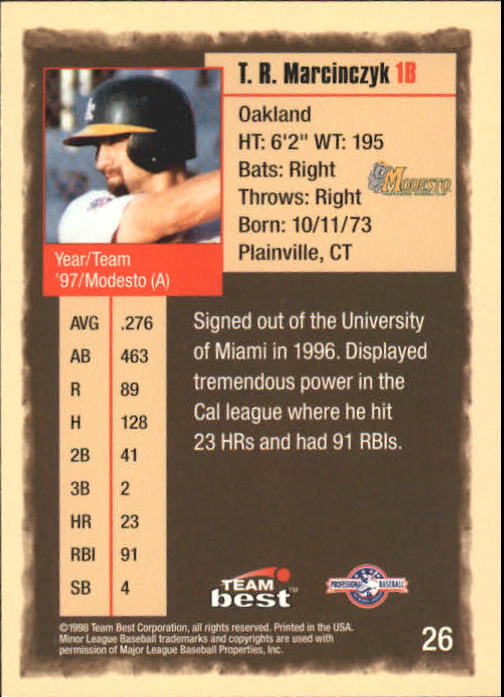 T. R. Marcinczyk 1B
Oakland
HT: 6'2" WT: 195
Bats: Right
Throws: Right
Born: 10/11/73
Plainville, CT
MODESTO
Year/Team
'97/Modesto (A)
AVG .276
AB 463
R 89
H 128
2B 41
3B 2
HR 23
RBI 91
SB 4
Signed out of the University
of Miami in 1996. Displayed
tremendous power in the
Cal league where he hit
23 HRs and had 91 RBIs.
TEAM
best™
PROFESSIONAL BASEBALL
©1998 Team Best Corporation, all rights reserved. Printed in the USA.
Minor League Baseball trademarks and copyrights are used with
permission of Major League Baseball Properties, Inc.
26